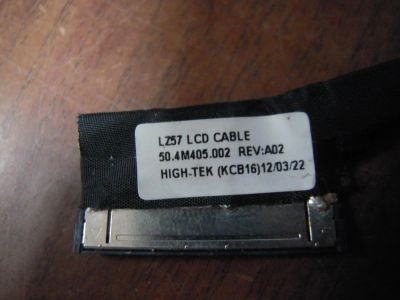 LZ57 LCD CABLE
50.4M405.002 REV:A02
HIGH-TEK (KCB16)12/03/22